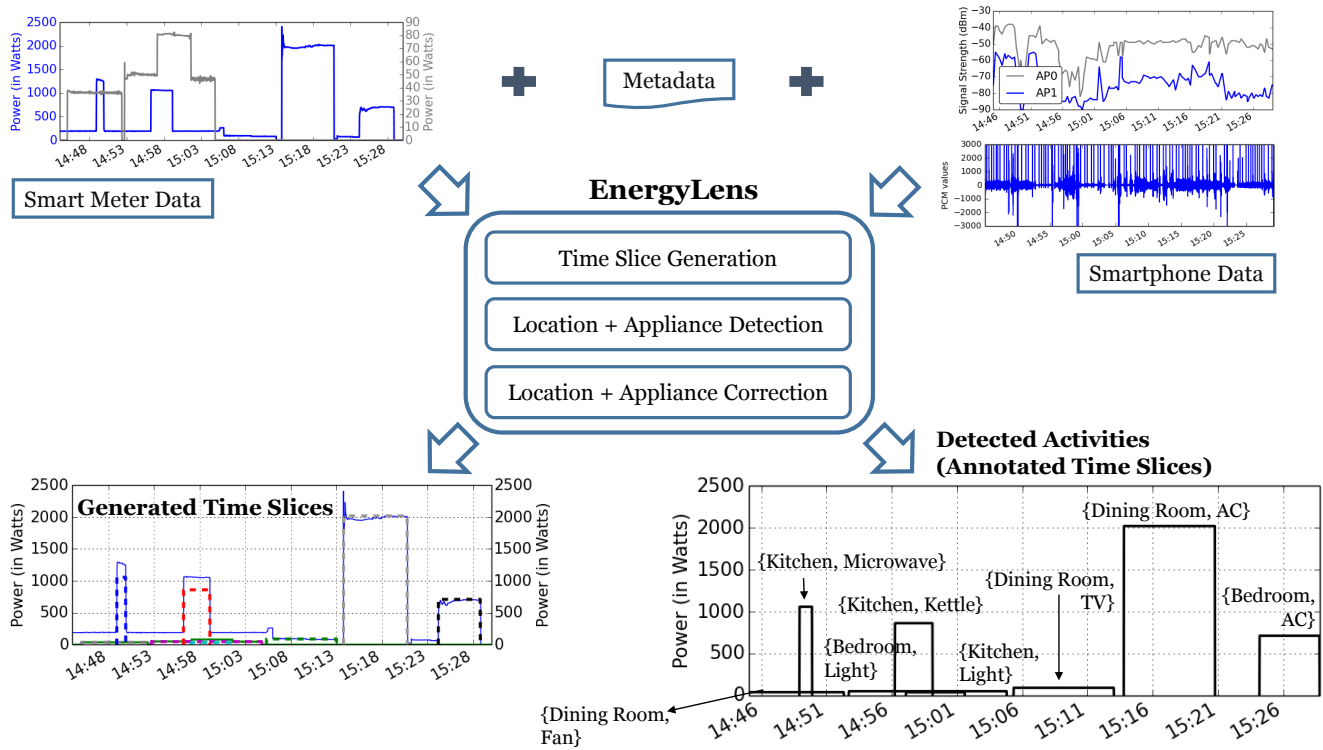 2500
2000
1500
1000
500
0
Power (in Watts)
90
80
70
60
50
40
30
20
10
0
Power (in Watts)
14:48
14:53
14:58
15:03
15:08
15:13
15:18
15:23
15:28
Smart Meter Data
Metadata
−30
−40
−50
−60
−70
−80
−90
Signal Strength (dBm)
AP0
AP1
14:46
14:51
14:56
15:01
15:06
15:11
15:16
15:21
15:26
3000
2000
1000
0
−1000
−2000
−3000
PCM values
14:50
14:55
15:00
15:05
15:10
15:15
15:20
15:25
Smartphone Data
EnergyLens
Time Slice Generation
Location + Appliance Detection
Location + Appliance Correction
Generated Time Slices
2500
2000
1500
1000
500
0
Power (in Watts)
2500
2000
1500
1000
500
0
Power (in Watts)
14:48
14:53
14:58
15:03
15:08
15:13
15:18
15:23
15:28
Detected Activities
(Annotated Time Slices)
2500
2000
1500
1000
500
0
Power (in Watts)
{Dining Room, AC}
{Kitchen, Microwave}
{Dining Room,
TV}
{Kitchen, Kettle}
{Bedroom,
AC}
{Bedroom,
Light}
{Kitchen,
Light}
{Dining Room,
Fan}
14:46
14:51
14:56
15:01
15:06
15:11
15:16
15:21
15:26